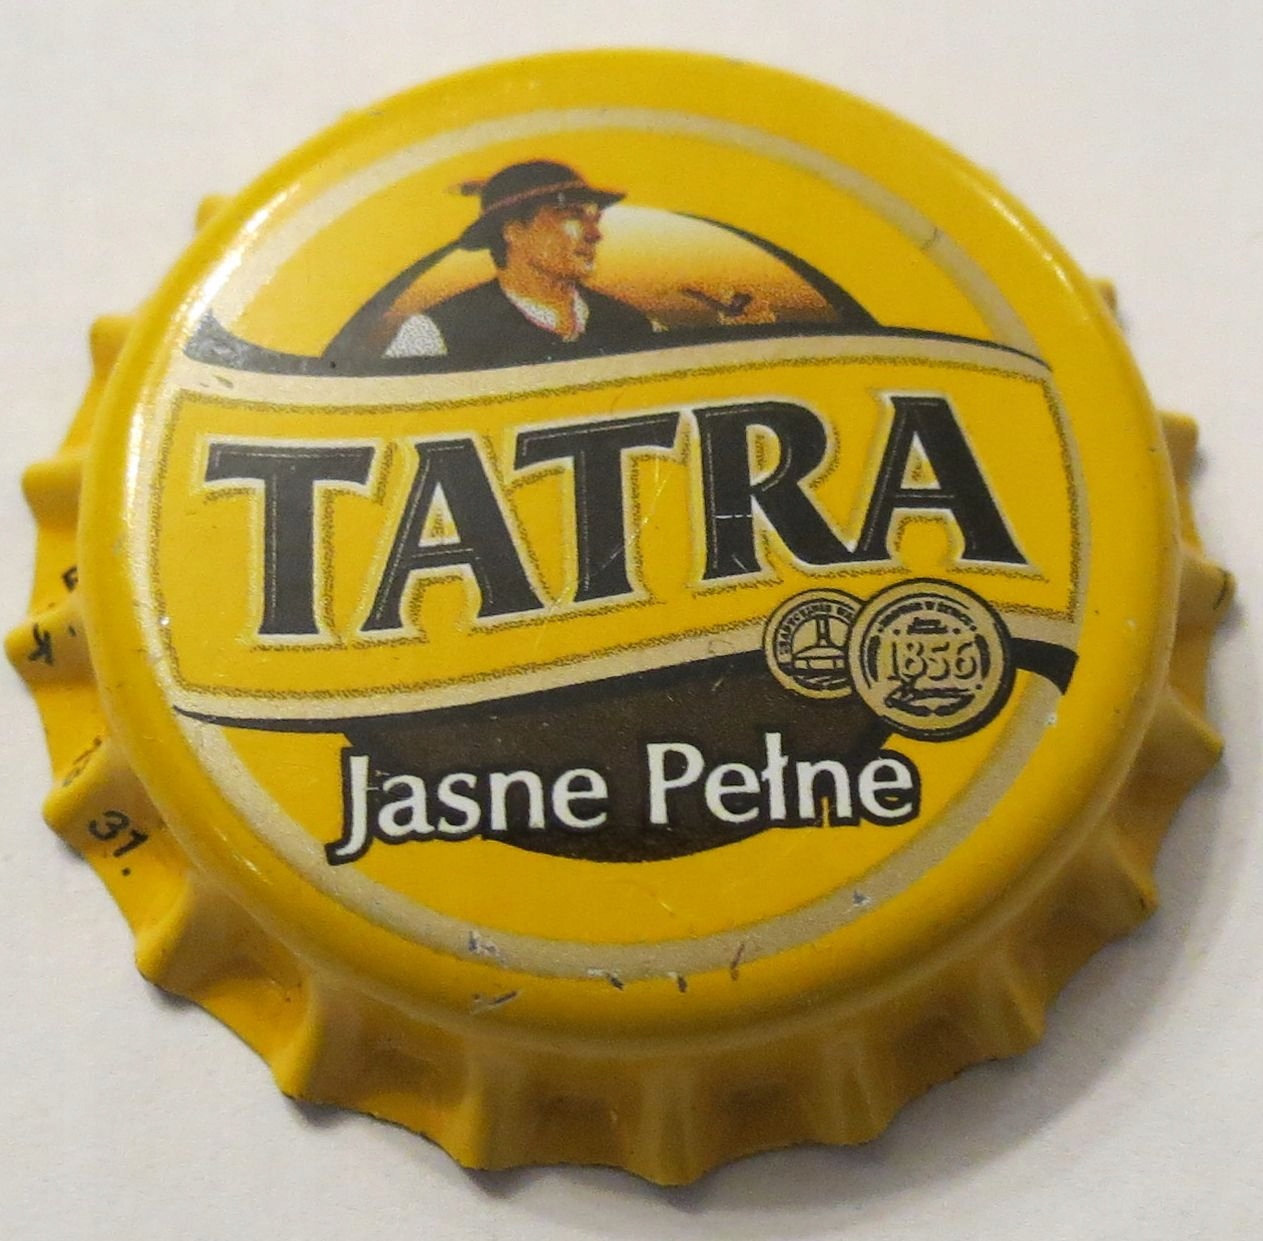 TATRA
1856
Jasne Pełne
31.